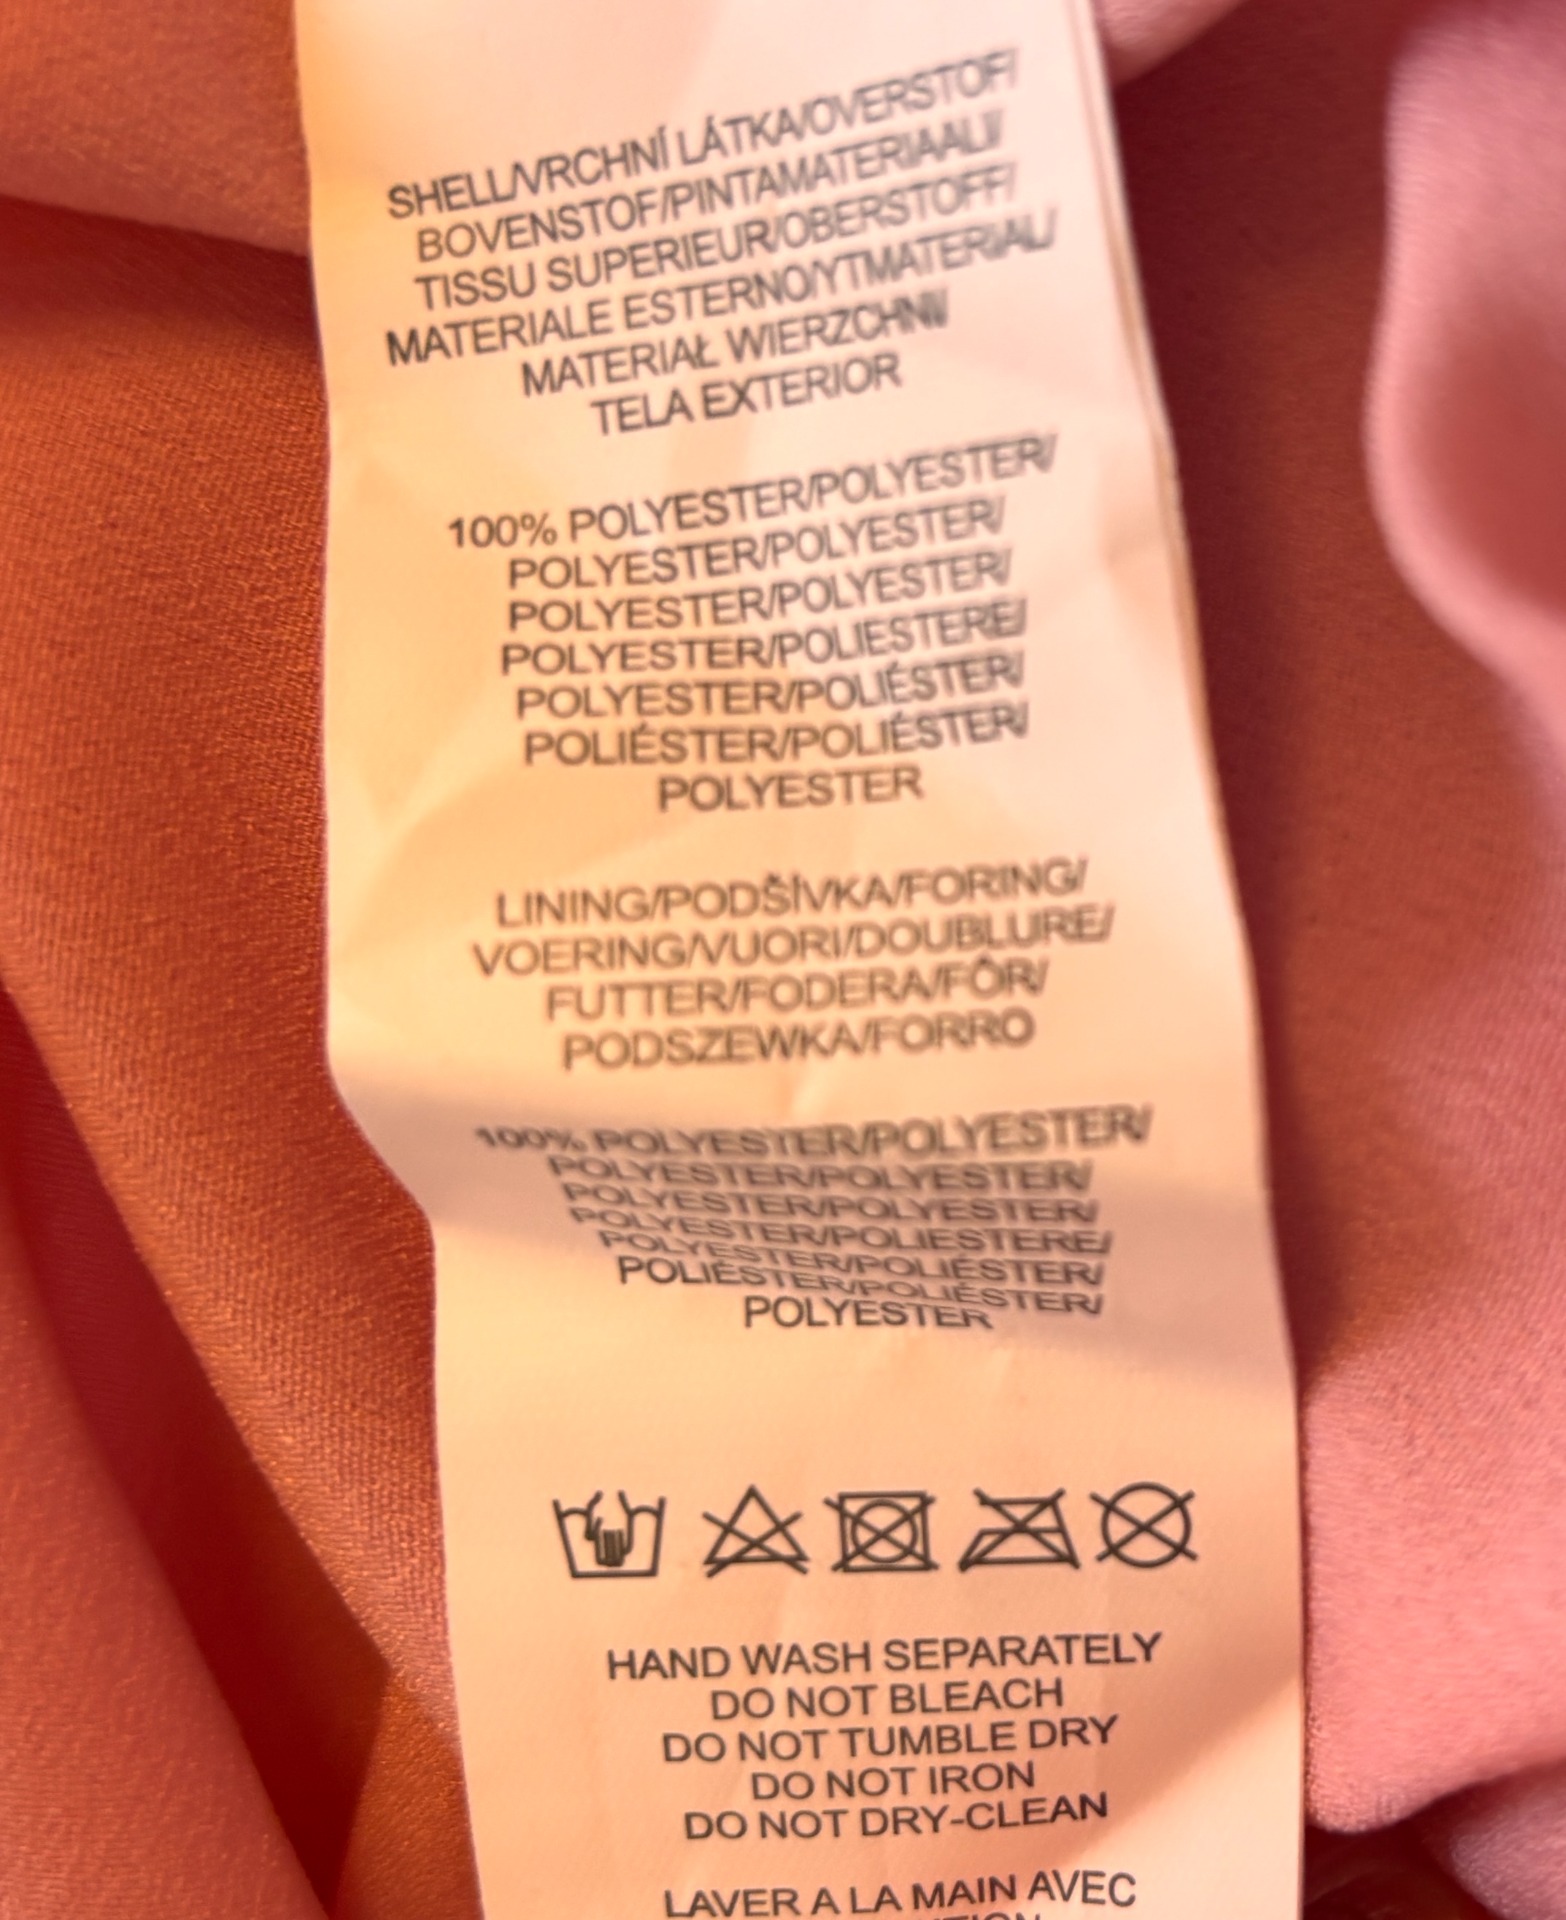 SHELL/VRCHNÍ LÁTKA/OVERSTOF/
BOVENSTOF/PINTAMATERIAALI/
TISSU SUPERIEUR/OBERSTOFF/
MATERIALE ESTERNO/YTMATERIAL/
MATERIAŁ WIERZCHNI/
TELA EXTERIOR
100% POLYESTER/POLYESTER/
POLYESTER/POLYESTER/
POLYESTER/POLYESTER/
POLYESTER/POLIESTERE/
POLYESTER/POLIÉSTER/
POLIÉSTER/POLIÉSTER/
POLYESTER
LINING/PODŠÍVKA/FORING/
VOERING/VUORI/DOUBLURE/
FUTTER/FODERA/FÔR/
PODSZEWKA/FORRO
100% POLYESTER/POLYESTER/
POLYESTER/POLYESTER/
POLYESTER/POLYESTER/
POLYESTER/POLIESTERE/
POLYESTER/POLIÉSTER/
POLIÉSTER/POLIÉSTER/
POLYESTER
HAND WASH SEPARATELY
DO NOT BLEACH
DO NOT TUMBLE DRY
DO NOT IRON
DO NOT DRY-CLEAN
LAVER A LA MAIN AVEC